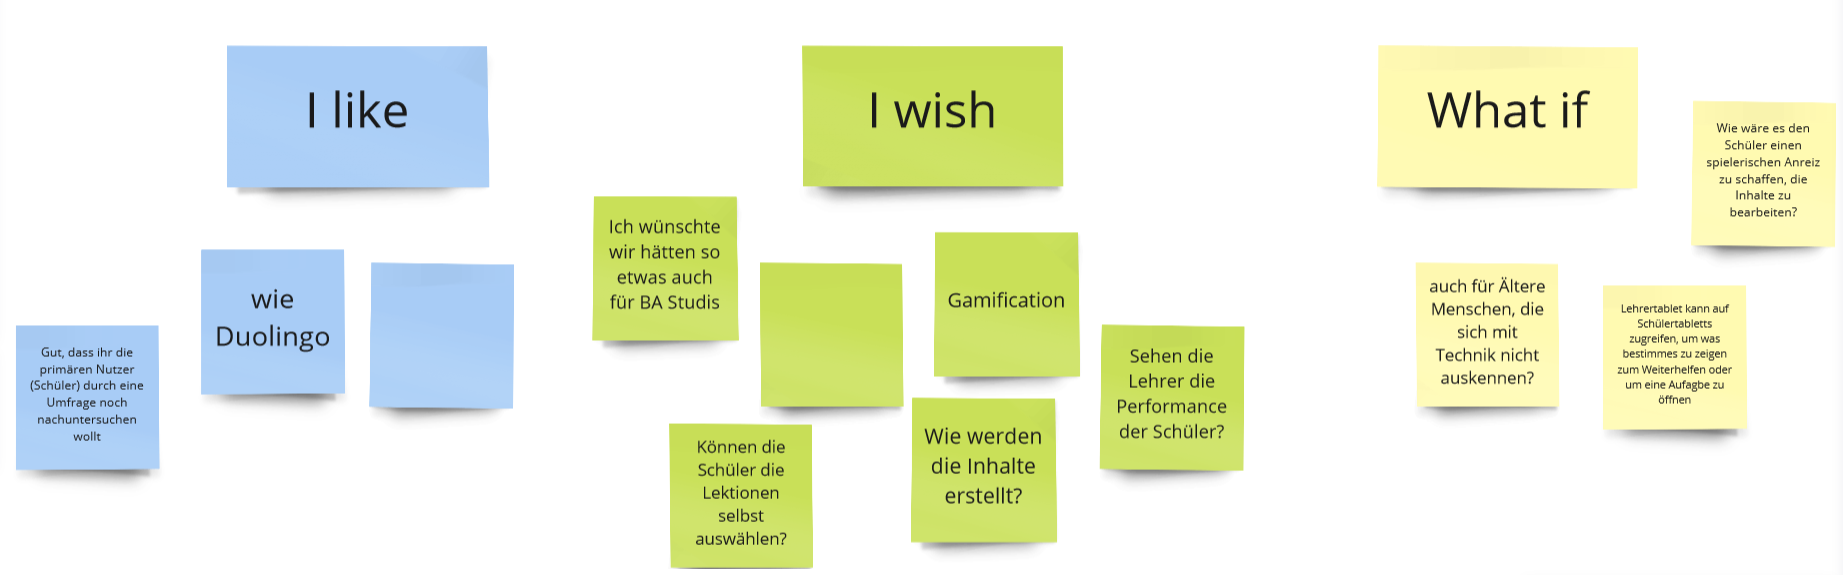 I like
Gut, dass ihr die
primären Nutzer
(Schüler) durch eine
Umfrage noch
nachuntersuchen
wollt
wie
Duolingo
I wish
Ich wünschte
wir hätten so
etwas auch
für BA Studis
Gamification
Sehen die
Lehrer die
Performance
der Schüler?
Können die
Schüler die
Lektionen
selbst
auswählen?
Wie werden
die Inhalte
erstellt?
What if
Wie wäre es den
Schüler einen
spielerischen Anreiz
zu schaffen, die
Inhalte zu
bearbeiten?
auch für Ältere
Menschen, die
sich mit
Technik nicht
auskennen?
Lehrertablet kann auf
Schülertabletts
zugreifen, um was
bestimmes zu zeigen
zum Weiterhelfen oder
um eine Aufagbe zu
öffnen